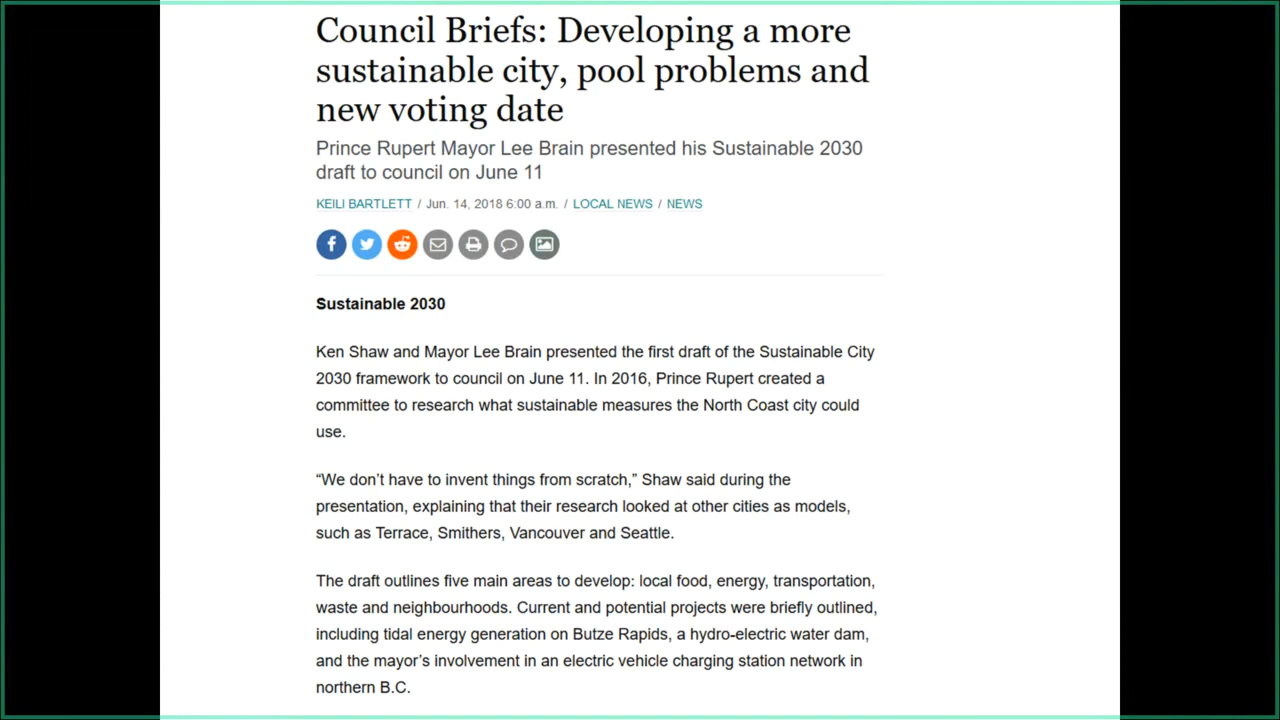 Council Briefs: Developing a more
sustainable city, pool problems and
new voting date
Prince Rupert Mayor Lee Brain presented his Sustainable 2030
draft to council on June 11
KEILI BARTLETT / Jun. 14, 2018 6:00 a.m. / LOCAL NEWS / NEWS
Sustainable 2030
Ken Shaw and Mayor Lee Brain presented the first draft of the Sustainable City
2030 framework to council on June 11. In 2016, Prince Rupert created a
committee to research what sustainable measures the North Coast city could
use.
“We don’t have to invent things from scratch,” Shaw said during the
presentation, explaining that their research looked at other cities as models,
such as Terrace, Smithers, Vancouver and Seattle.
The draft outlines five main areas to develop: local food, energy, transportation,
waste and neighbourhoods. Current and potential projects were briefly outlined,
including tidal energy generation on Butze Rapids, a hydro-electric water dam,
and the mayor’s involvement in an electric vehicle charging station network in
northern B.C.